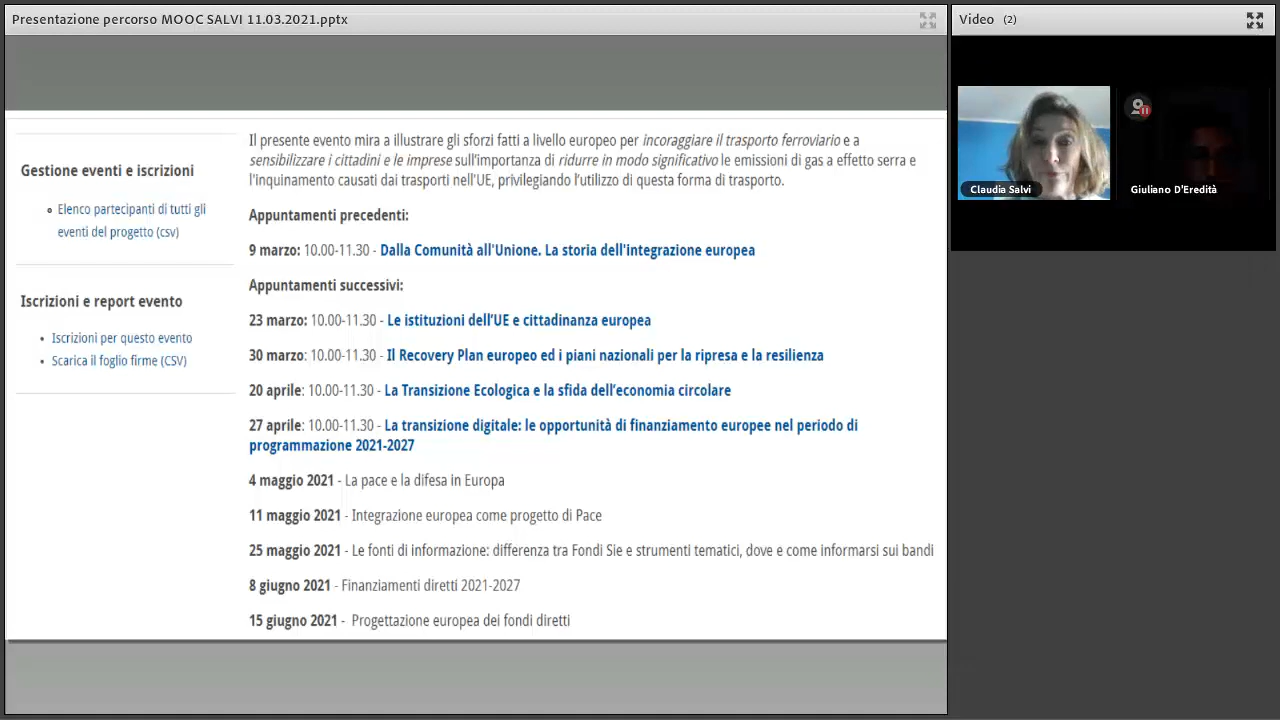 Presentazione percorso MOOC SALVI 11.03.2021.pptx
Video (2)
Claudia Salvi
Giuliano D'Eredità
Gestione eventi e iscrizioni
Elenco partecipanti di tutti gli
eventi del progetto (csv)
Iscrizioni e report evento
Iscrizioni per questo evento
Scarica il foglio firme (CSV)
Il presente evento mira a illustrare gli sforzi fatti a livello europeo per incoraggiare il trasporto ferroviario e a
sensibilizzare i cittadini e le imprese sull'importanza di ridurre in modo significativo le emissioni di gas a effetto serra e
l'inquinamento causati dai trasporti nell'UE, privilegiando l'utilizzo di questa forma di trasporto.
Appuntamenti precedenti:
9 marzo: 10.00-11.30 - Dalla Comunità all'Unione. La storia dell'integrazione europea
Appuntamenti successivi:
23 marzo: 10.00-11.30 - Le istituzioni dell'UE e cittadinanza europea
30 marzo: 10.00-11.30 - Il Recovery Plan europeo ed i piani nazionali per la ripresa e la resilienza
20 aprile: 10.00-11.30 - La Transizione Ecologica e la sfida dell'economia circolare
27 aprile: 10.00-11.30 - La transizione digitale: le opportunità di finanziamento europee nel periodo di
programmazione 2021-2027
4 maggio 2021 - La pace e la difesa in Europa
11 maggio 2021 - Integrazione europea come progetto di Pace
25 maggio 2021 - Le fonti di informazione: differenza tra Fondi Sie e strumenti tematici, dove e come informarsi sui bandi
8 giugno 2021 - Finanziamenti diretti 2021-2027
15 giugno 2021 - Progettazione europea dei fondi diretti